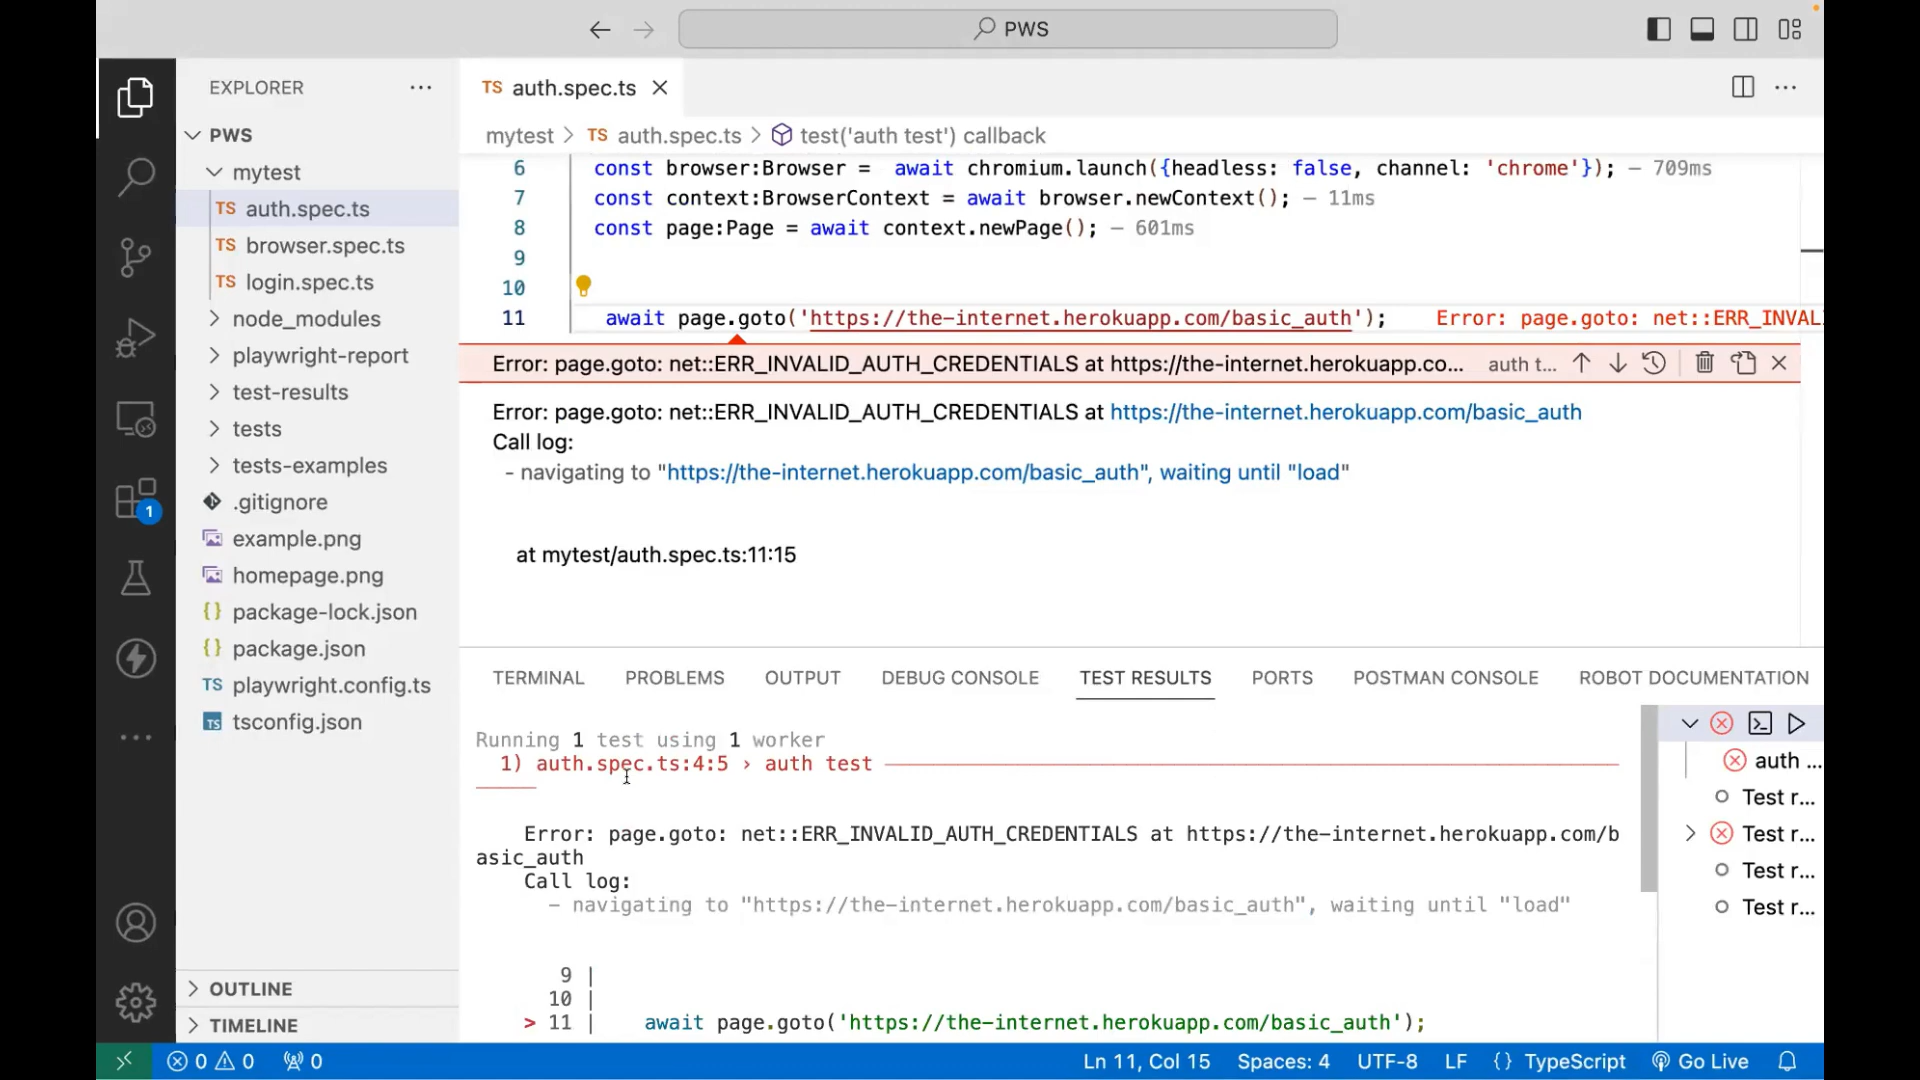 PWS
EXPLORER
PWS
mytest
TS auth.spec.ts
TS browser.spec.ts
TS login.spec.ts
node_modules
playwright-report
test-results
tests
tests-examples
.gitignore
example.png
homepage.png
{} package-lock.json
{} package.json
TS playwright.config.ts
TS tsconfig.json
OUTLINE
TIMELINE
1
TS auth.spec.ts
mytest > TS auth.spec.ts > test('auth test') callback
6 const browser:Browser = await chromium.launch({headless: false, channel: 'chrome'}); — 709ms
7 const context:BrowserContext = await browser.newContext(); — 11ms
8 const page:Page = await context.newPage(); — 601ms
9
10
11 await page.goto('https://the-internet.herokuapp.com/basic_auth'); Error: page.goto: net::ERR_INVAL
Error: page.goto: net::ERR_INVALID_AUTH_CREDENTIALS at https://the-internet.herokuapp.co... auth t...
Error: page.goto: net::ERR_INVALID_AUTH_CREDENTIALS at https://the-internet.herokuapp.com/basic_auth
Call log:
- navigating to "https://the-internet.herokuapp.com/basic_auth", waiting until "load"
at mytest/auth.spec.ts:11:15
TERMINAL PROBLEMS OUTPUT DEBUG CONSOLE TEST RESULTS PORTS POSTMAN CONSOLE ROBOT DOCUMENTATION
Running 1 test using 1 worker
1) auth.spec.ts:4:5 › auth test
Error: page.goto: net::ERR_INVALID_AUTH_CREDENTIALS at https://the-internet.herokuapp.com/b
asic_auth
Call log:
- navigating to "https://the-internet.herokuapp.com/basic_auth", waiting until "load"
9 |
10 |
> 11 | await page.goto('https://the-internet.herokuapp.com/basic_auth');
auth ...
Test r...
Test r...
Test r...
Test r...
0 0 0 Ln 11, Col 15 Spaces: 4 UTF-8 LF {} TypeScript Go Live